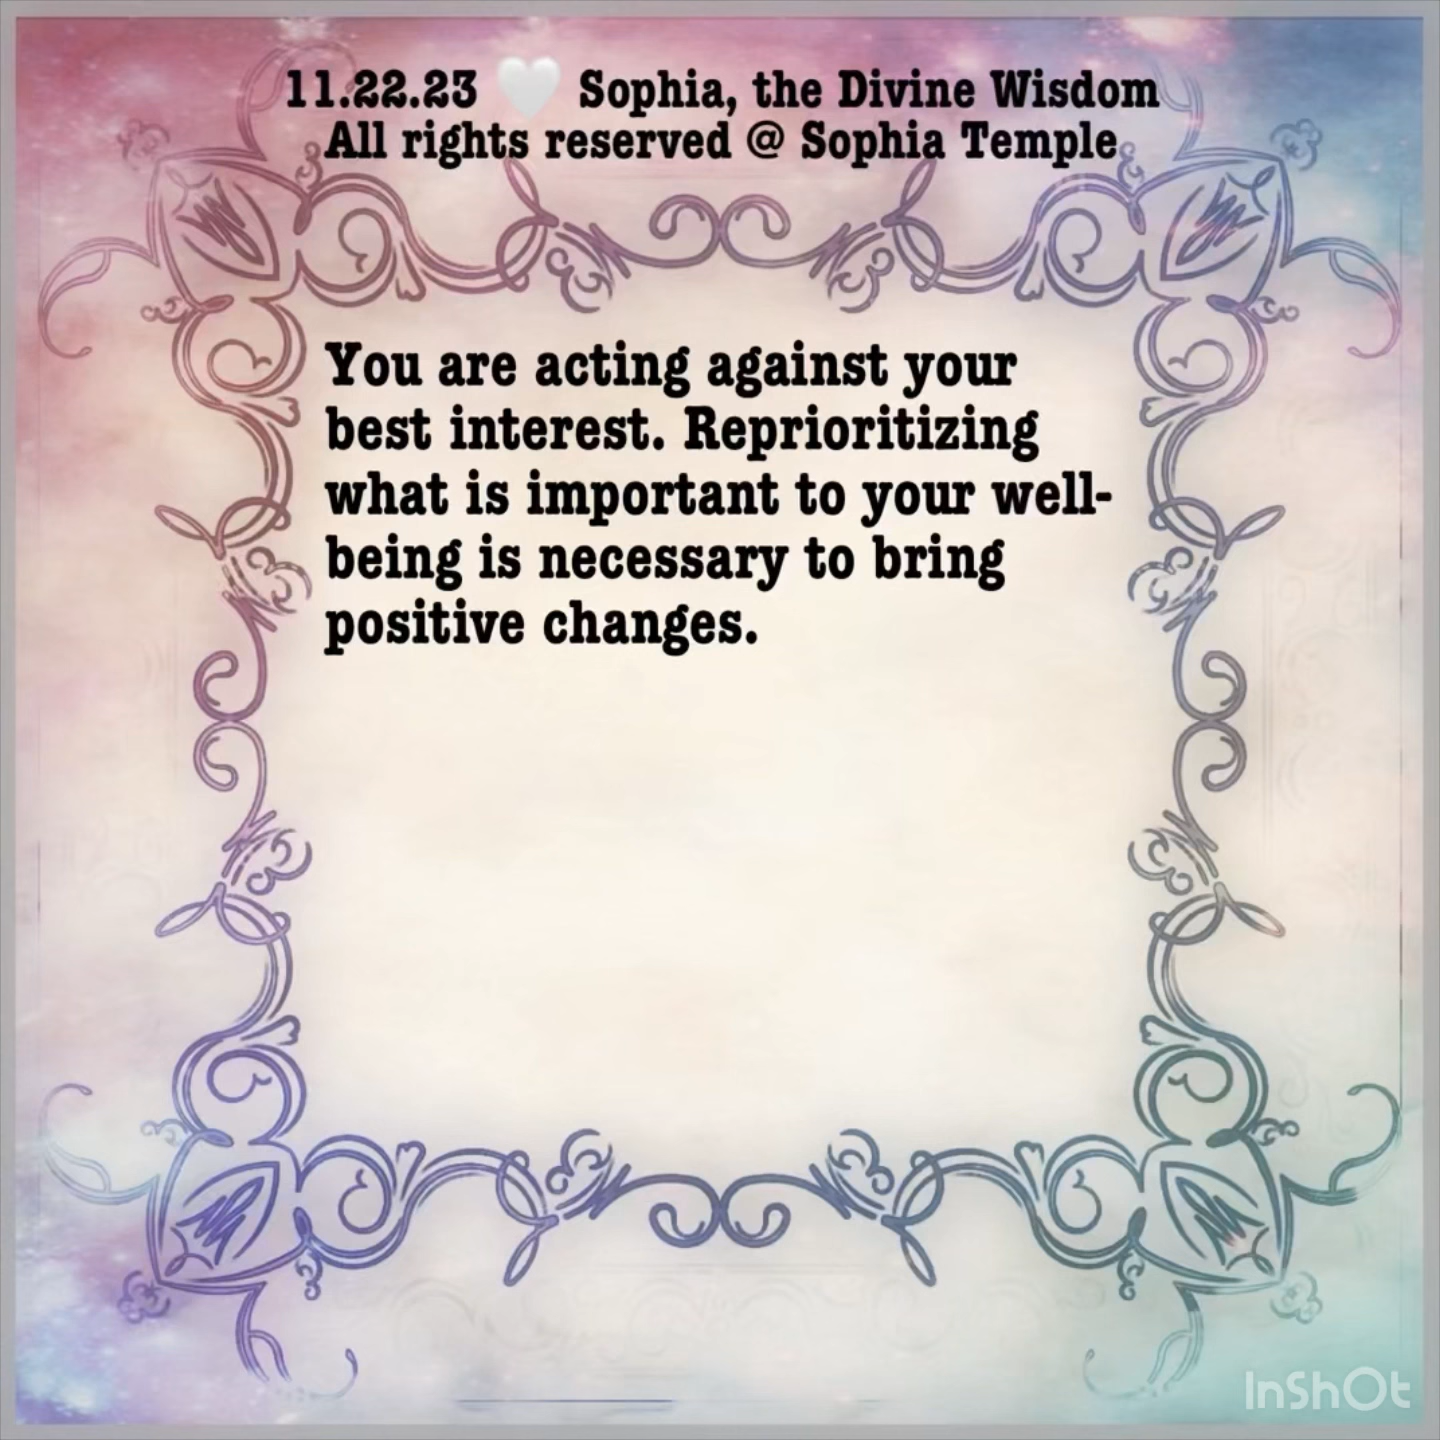 11.22.23 🤍 Sophia, the Divine Wisdom
All rights reserved @ Sophia Temple
You are acting against your
best interest. Reprioritizing
what is important to your well-
being is necessary to bring
positive changes.
InShOt